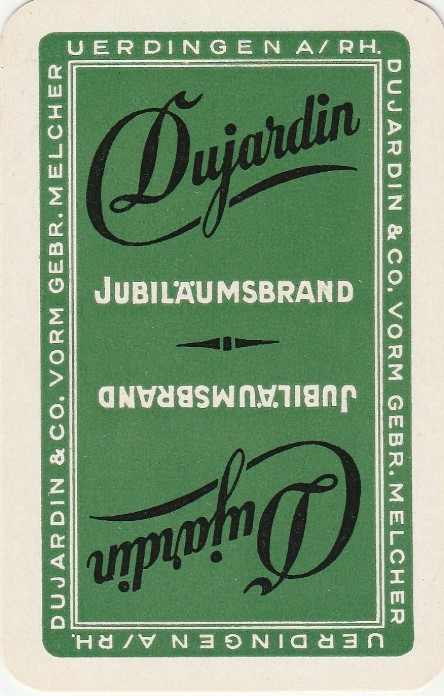 UERDINGEN A/RH.
DUJARDIN & CO. VORM GEBR. MELCHER
DUJARDIN & CO. VORM GEBR. MELCHER
Dujardin
JUBILÄUMSBRAND
JUBILÄUMSBRAND
Dujardin
UERDINGEN A/RH.